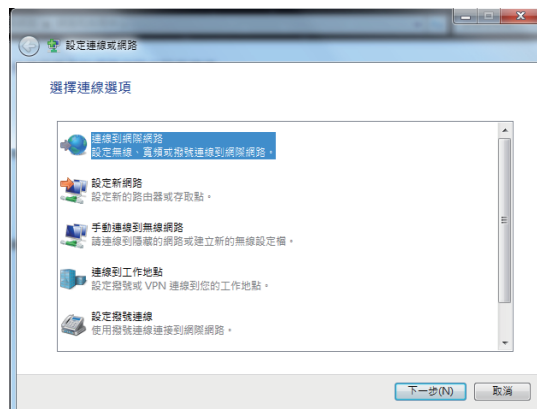 設定連線或網路
選擇連線選項
連線到網際網路
設定無線、寬頻或撥號連線到網際網路。
設定新網路
設定新的路由器或存取點。
手動連線到無線網路
請連線到隱藏的網路或建立新的無線設定檔。
連線到工作地點
設定撥號或 VPN 連線到您的工作地點。
設定撥號連線
使用撥號連線連接到網際網路。
下一步(N)
取消